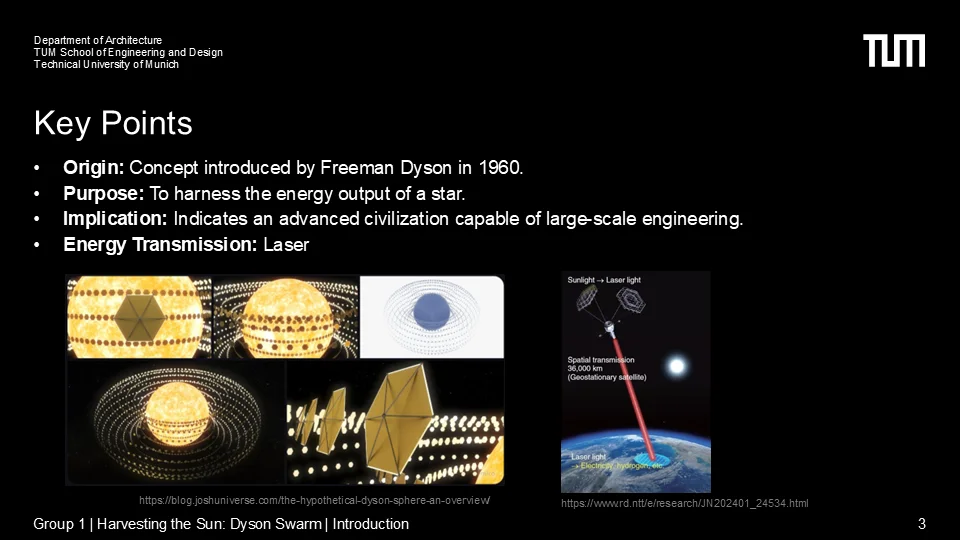 Department of Architecture
TUM School of Engineering and Design
Technical University of Munich
TUM
Key Points
• Origin: Concept introduced by Freeman Dyson in 1960.
• Purpose: To harness the energy output of a star.
• Implication: Indicates an advanced civilization capable of large-scale engineering.
• Energy Transmission: Laser
Sunlight → Laser light
Spatial transmission
36,000 km
(Geostationary satellite)
Laser light
→ Electricity, hydrogen, etc.
https://blog.joshuniverse.com/the-hypothetical-dyson-sphere-an-overview/
https://www.rd.ntt/e/research/JN202401_24534.html
Group 1 | Harvesting the Sun: Dyson Swarm | Introduction
3